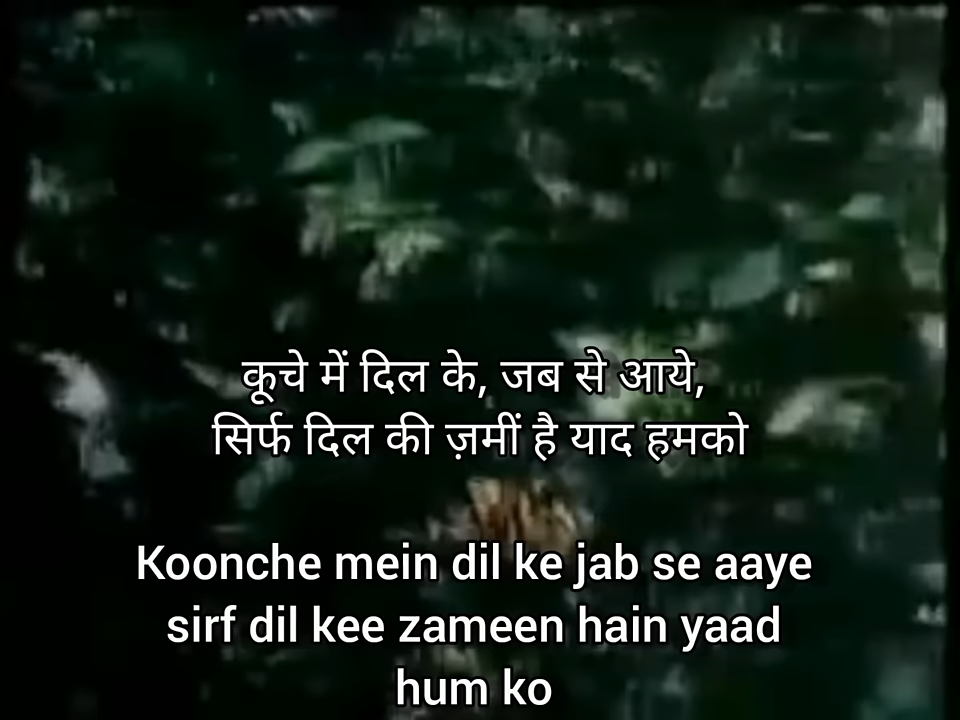 कूचे में दिल के, जब से आये,
सिर्फ दिल की ज़मीं है याद हमको
Koonche mein dil ke jab se aaye
sirf dil kee zameen hain yaad
hum ko